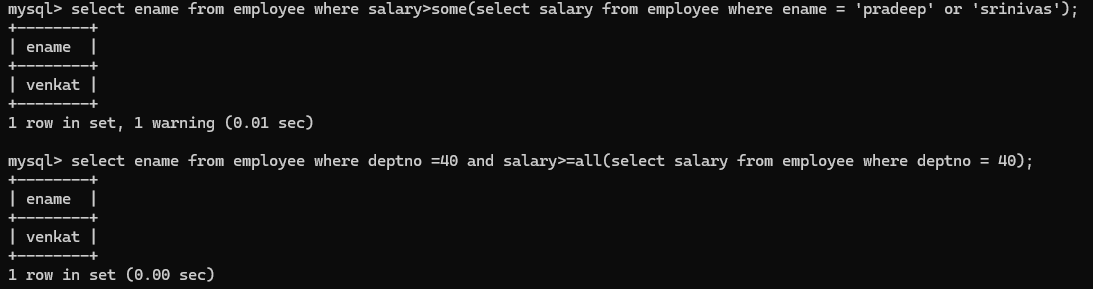 mysql> select ename from employee where salary>some(select salary from employee where ename = 'pradeep' or 'srinivas');
+--------+
| ename  |
+--------+
| venkat |
+--------+
1 row in set, 1 warning (0.01 sec)

mysql> select ename from employee where deptno =40 and salary>=all(select salary from employee where deptno = 40);
+--------+
| ename  |
+--------+
| venkat |
+--------+
1 row in set (0.00 sec)